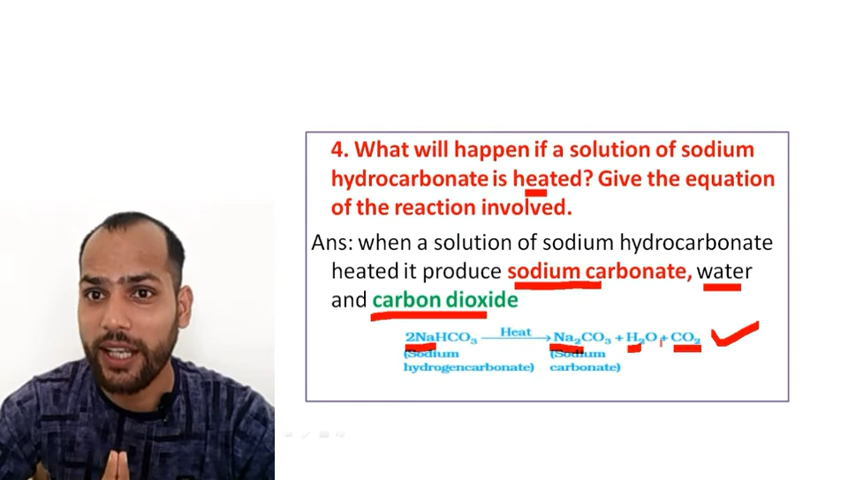 4. What will happen if a solution of sodium
hydrocarbonate is heated? Give the equation
of the reaction involved.
Ans: when a solution of sodium hydrocarbonate
heated it produce sodium carbonate, water
and carbon dioxide
2NaHCO₃ Heat → Na₂CO₃ + H₂O + CO₂
(Sodium (Sodium
hydrogencarbonate) carbonate)